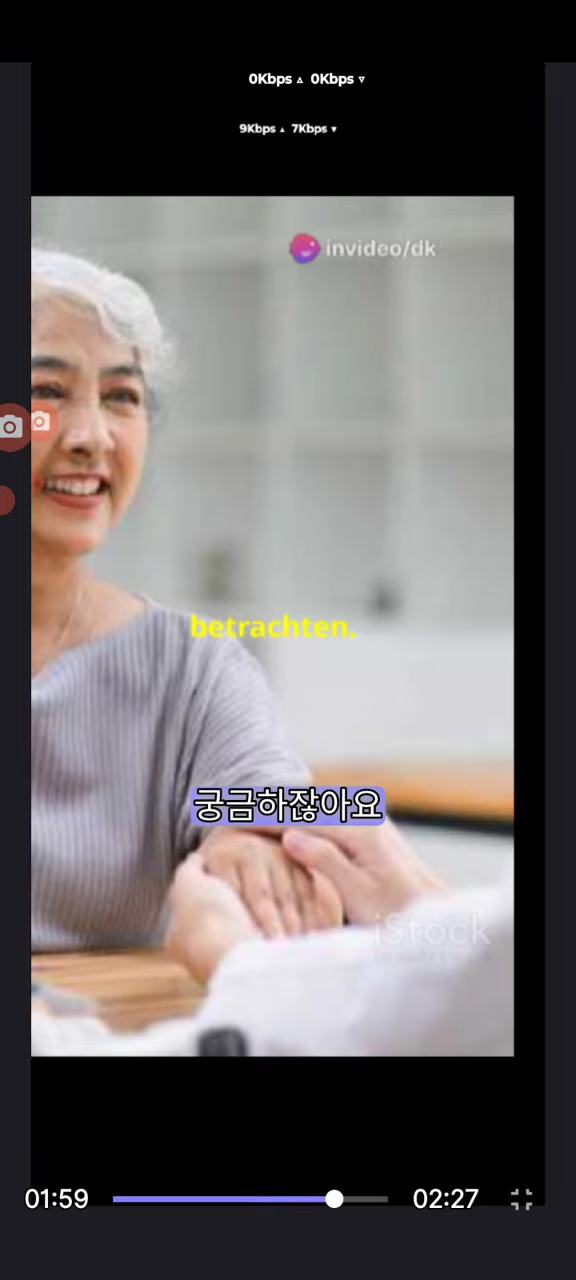 0Kbps ▵ 0Kbps ▿
9Kbps ▴ 7Kbps ▾
invideo/dk
betrachten.
궁금하잖아요
iStock
01:59
02:27